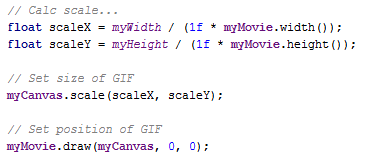 // Calc scale...
float scaleX = myWidth / (1f * myMovie.width());
float scaleY = myHeight / (1f * myMovie.height());
// Set size of GIF
myCanvas.scale(scaleX, scaleY);
// Set position of GIF
myMovie.draw(myCanvas, 0, 0);